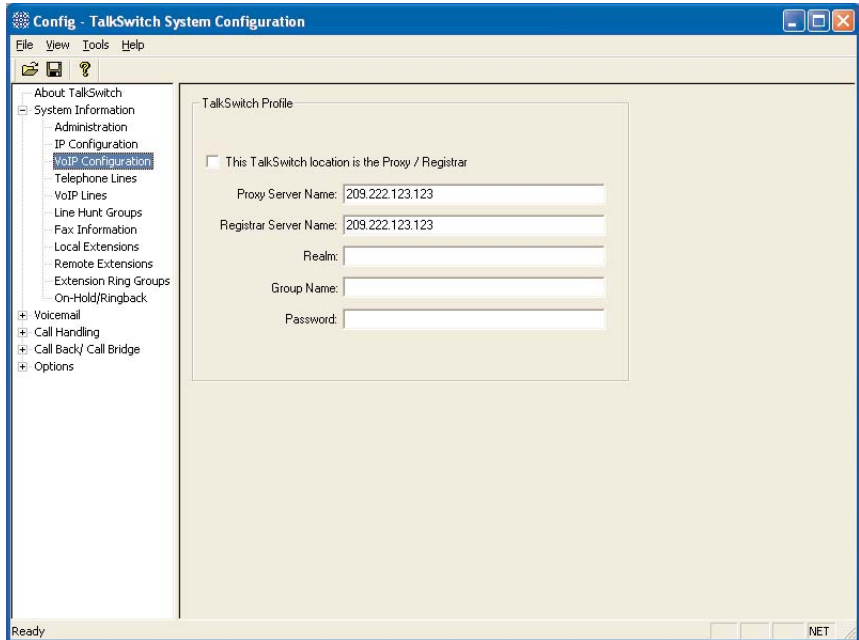 Config - TalkSwitch System Configuration
File View Tools Help
About TalkSwitch
System Information
Administration
IP Configuration
VoIP Configuration
Telephone Lines
VoIP Lines
Line Hunt Groups
Fax Information
Local Extensions
Remote Extensions
Extension Ring Groups
On-Hold/Ringback
Voicemail
Call Handling
Call Back/ Call Bridge
Options
TalkSwitch Profile
This TalkSwitch location is the Proxy / Registrar
Proxy Server Name: 209.222.123.123
Registrar Server Name: 209.222.123.123
Realm:
Group Name:
Password:
Ready
NET